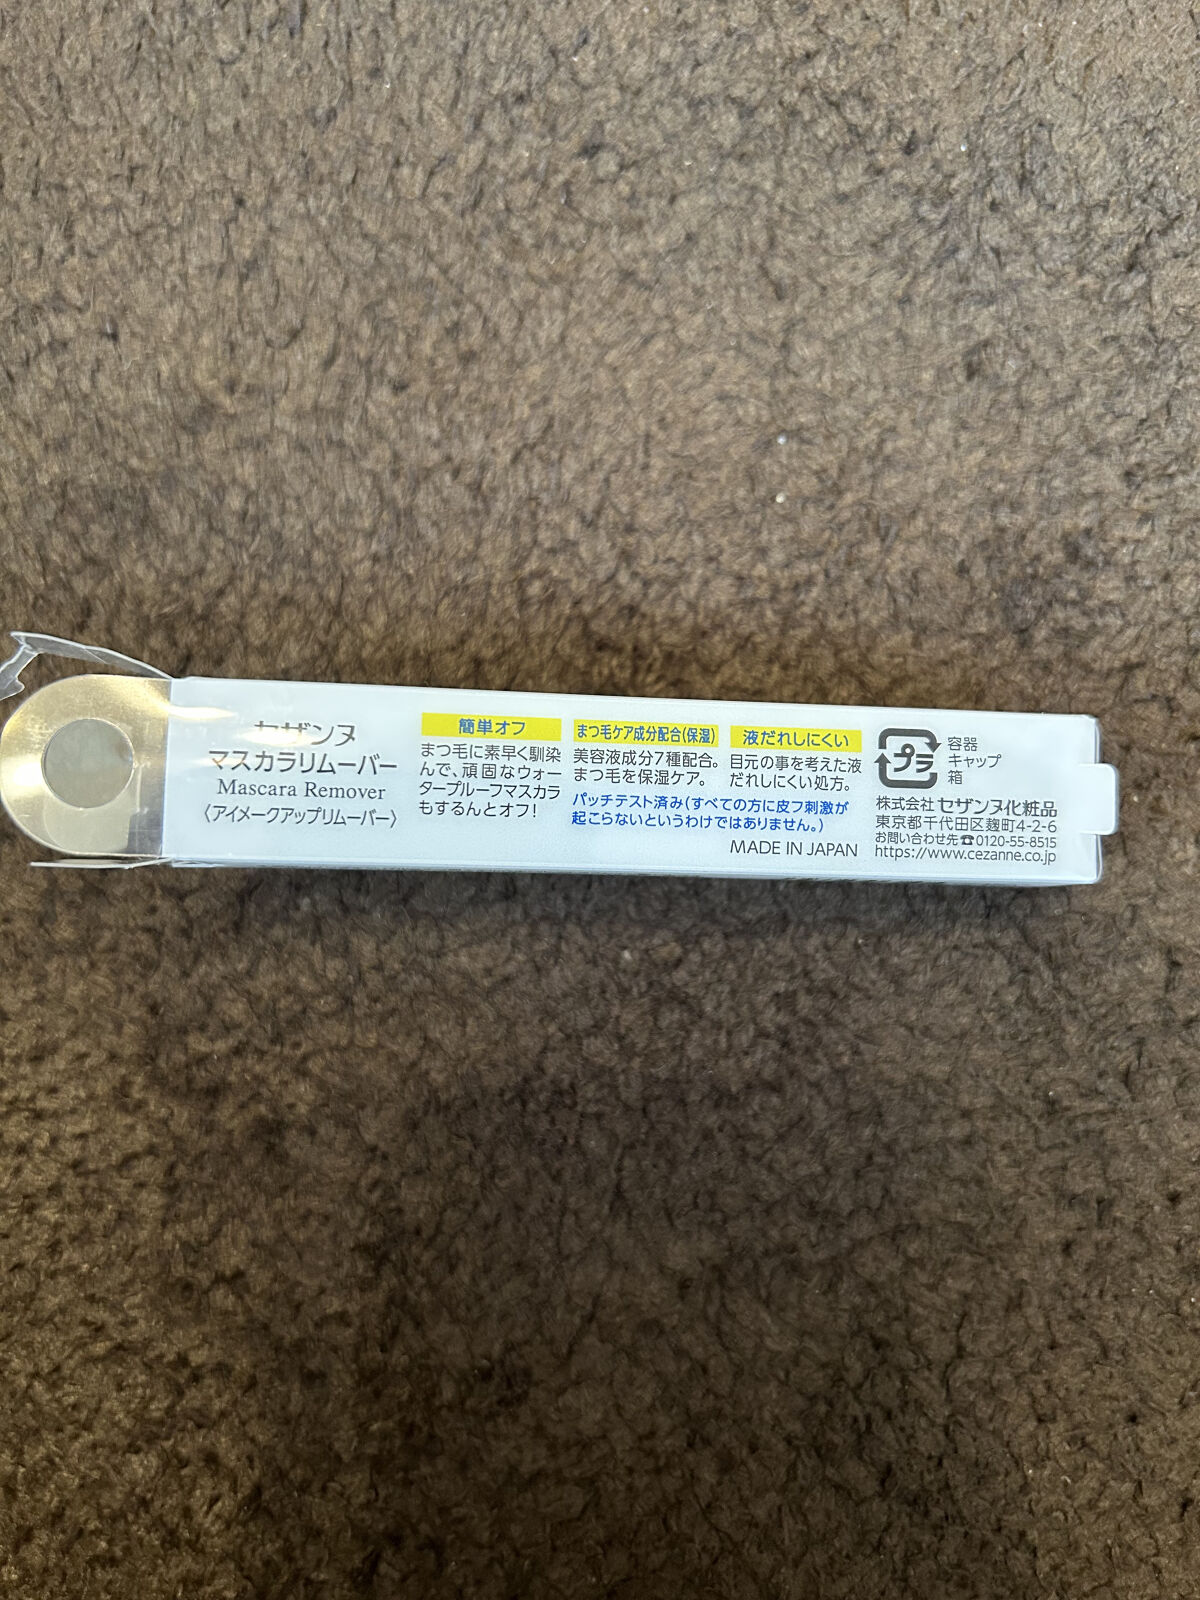 セザンヌ
マスカラリムーバー
Mascara Remover
〈アイメークアップリムーバー〉
簡単オフ
まつ毛に素早く馴染
んで、頑固なウォー
タープルーフマスカラ
もするんとオフ!
まつ毛ケア成分配合(保湿)
美容液成分7種配合。
まつ毛を保湿ケア。
液だれしにくい
目元の事を考えた液
だれしにくい処方。
パッチテスト済み(すべての方に皮フ刺激が
起こらないというわけではありません。)
MADE IN JAPAN
プラ
容器
キャップ
箱
株式会社 セザンヌ化粧品
東京都千代田区麹町4-2-6
お問い合わせ先☎0120-55-8515
https://www.cezanne.co.jp